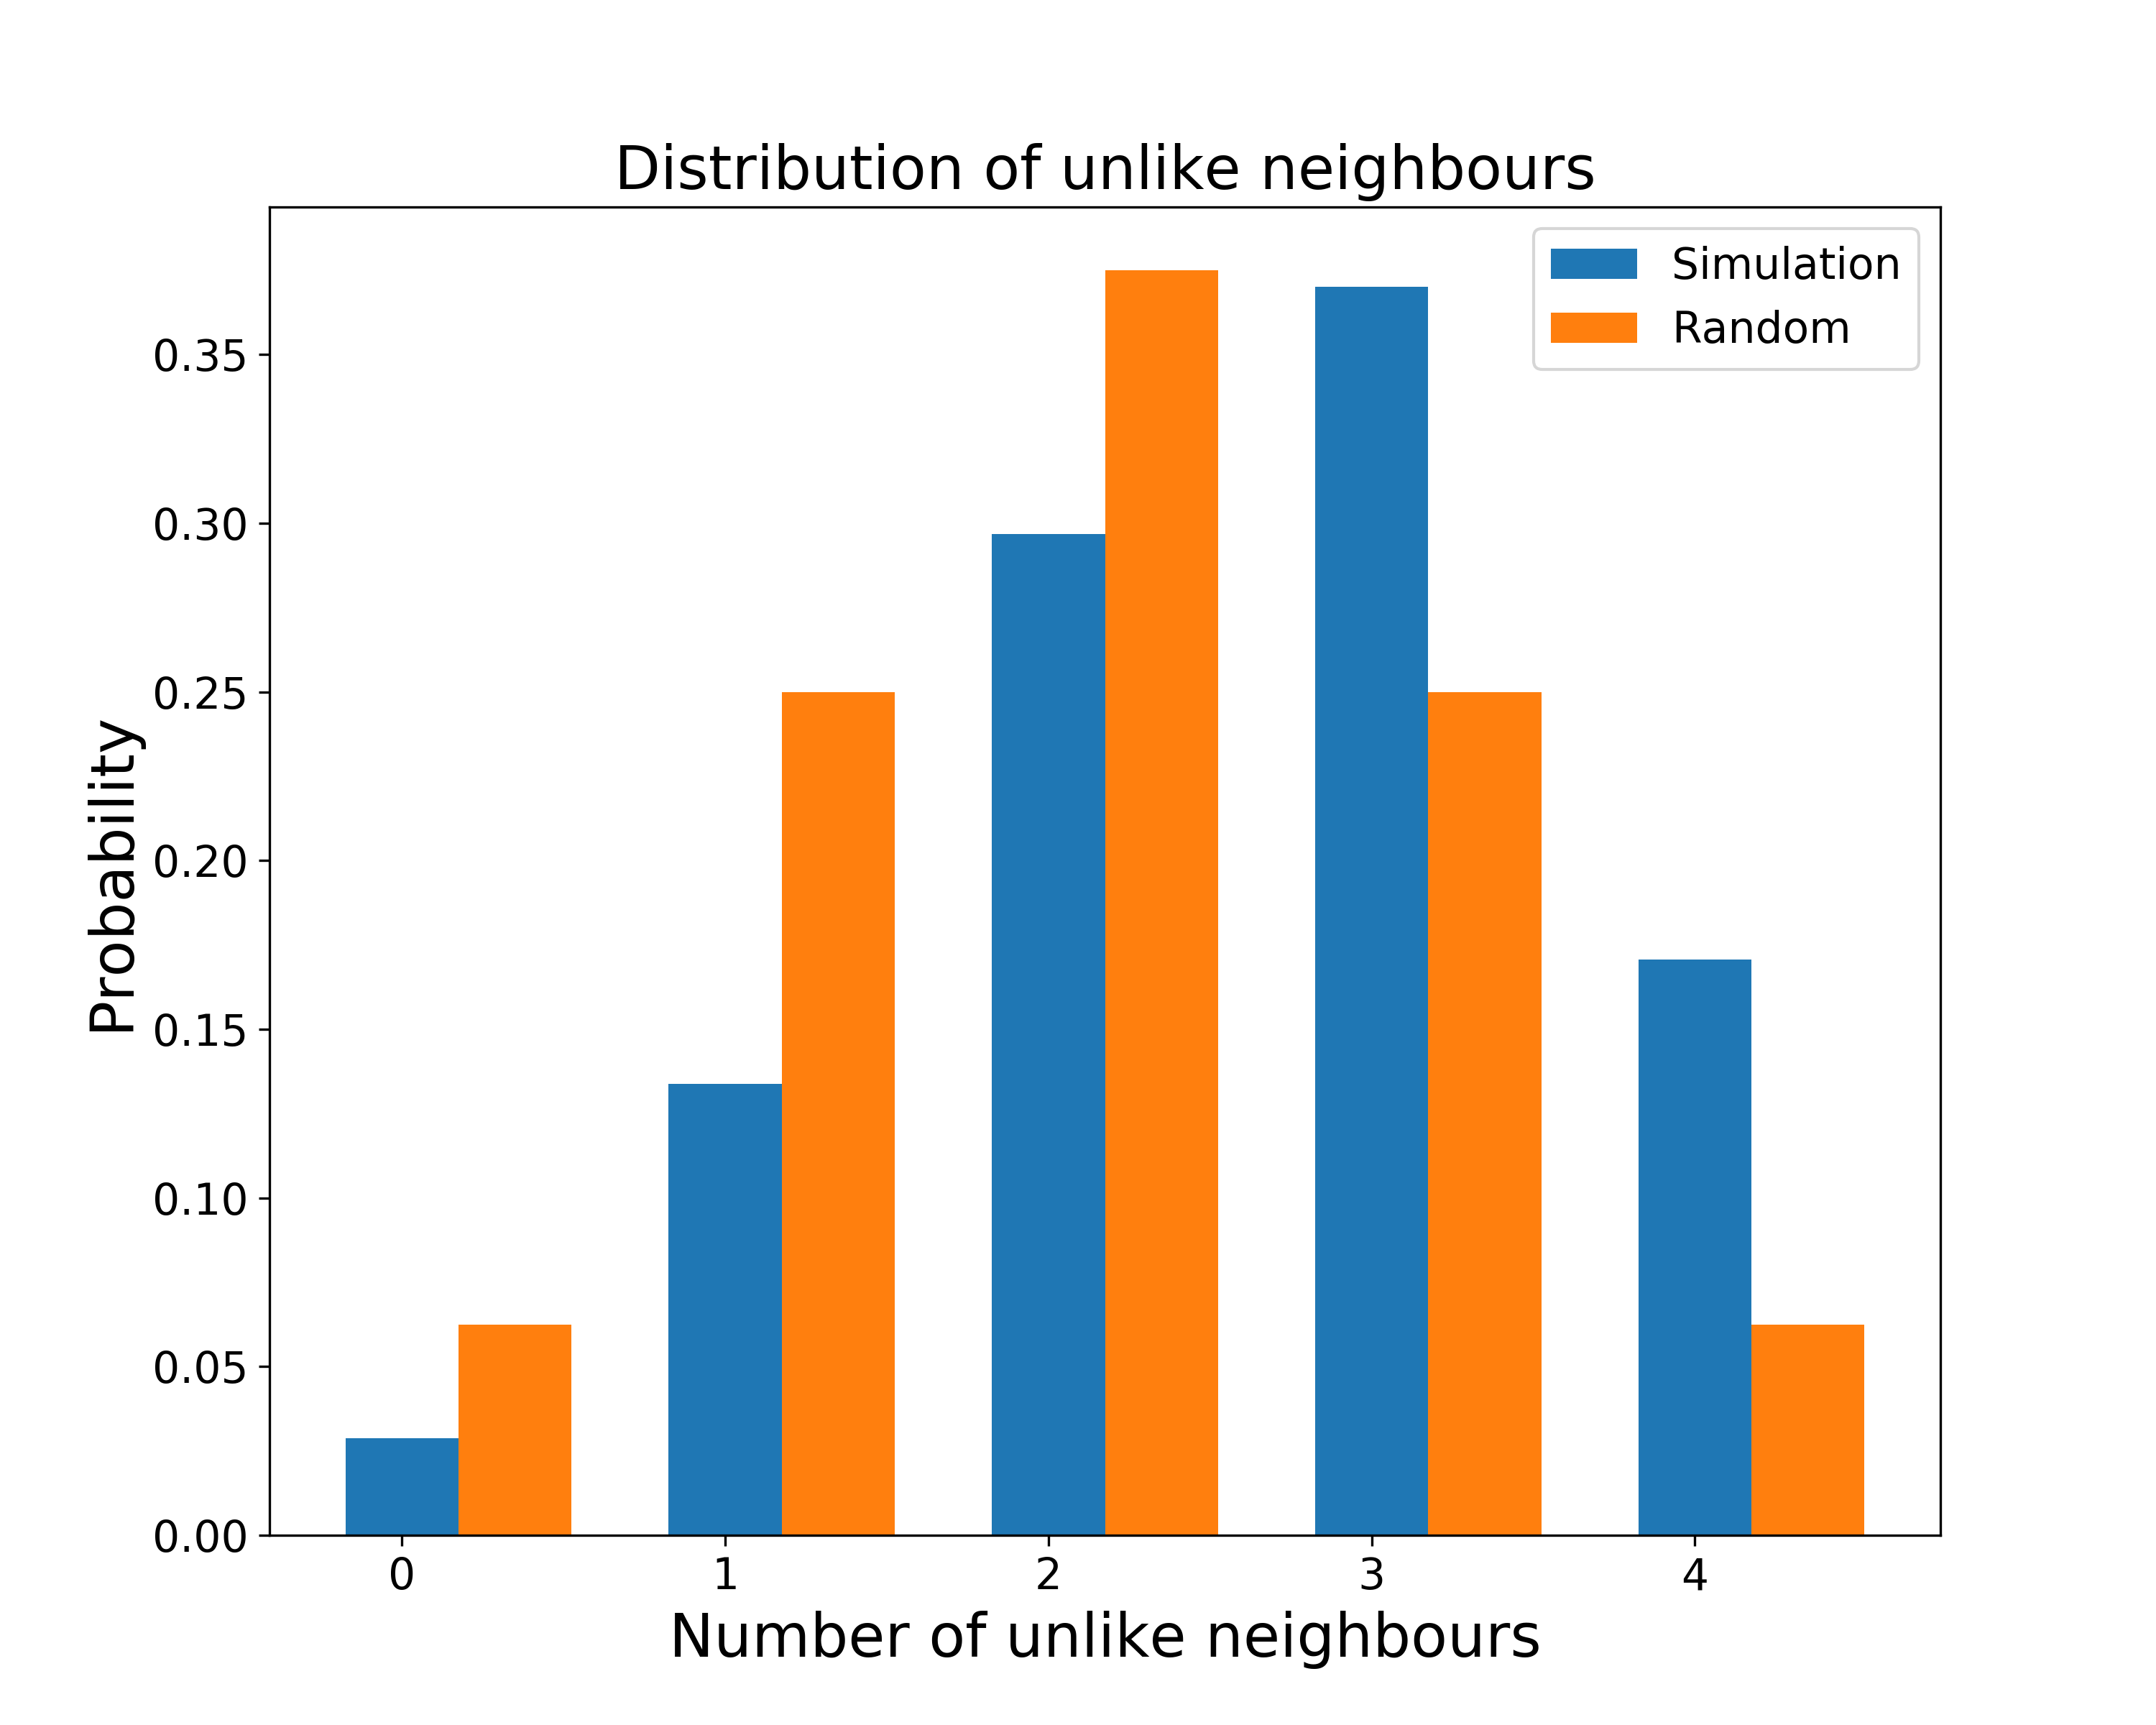 Distribution of unlike neighbours
Simulation
Random
0.35
0.30
0.25
0.20
0.15
0.10
0.05
0.00
Probability
0 1 2 3 4
Number of unlike neighbours